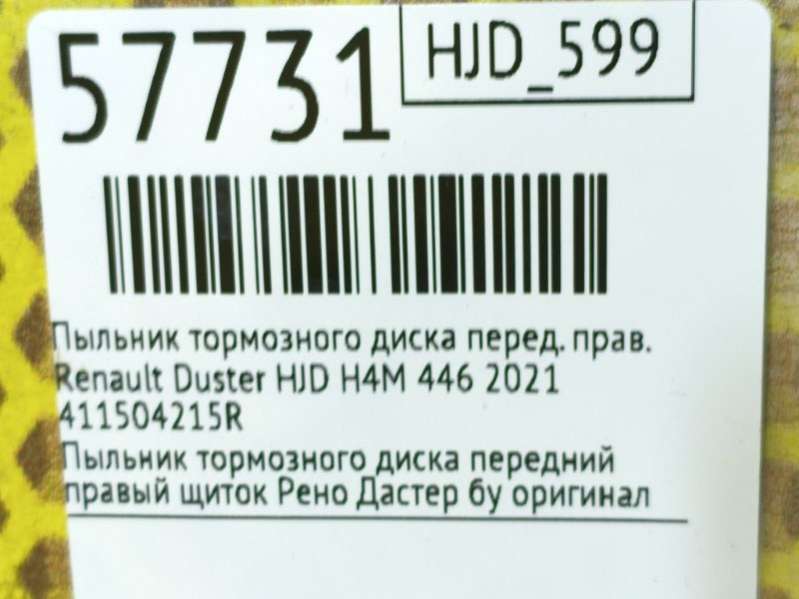 57731
HJD_599
Пыльник тормозного диска перед. прав.
Renault Duster HJD H4M 446 2021
411504215R
Пыльник тормозного диска передний
правый щиток Рено Дастер бу оригинал